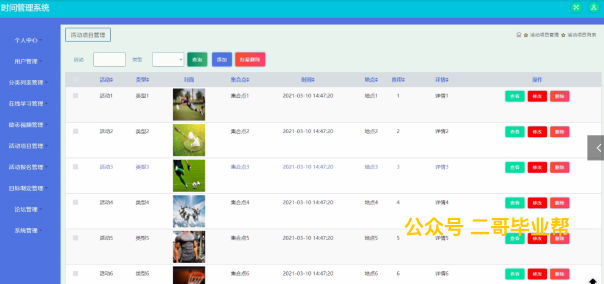 时间管理系统
活动项目管理
活动项目管理 活动项目列表
个人中心
用户管理
分类列表管理
在线学习管理
励志视频管理
活动项目管理
活动报名管理
目标制定管理
论坛管理
系统管理
活动 类型 查询 添加 批量删除
活动 类型 封面 集合点 时间 地点 费用 详情 操作
活动1 类型1 集合点1 2021-03-10 14:47:20 地点1 1 详情1 查看 修改 删除
活动2 类型2 集合点2 2021-03-10 14:47:20 地点2 2 详情2 查看 修改 删除
活动3 类型3 集合点3 2021-03-10 14:47:20 地点3 3 详情3 查看 修改 删除
活动4 类型4 集合点4 2021-03-10 14:47:20 地点4 4 详情4 查看 修改 删除
公众号 二哥毕业帮
活动5 类型5 集合点5 2021-03-10 14:47:20 地点5 5 详情5 查看 修改 删除
活动6 类型6 集合点6 2021-03-10 14:47:20 地点6 6 详情6 查看 修改 删除